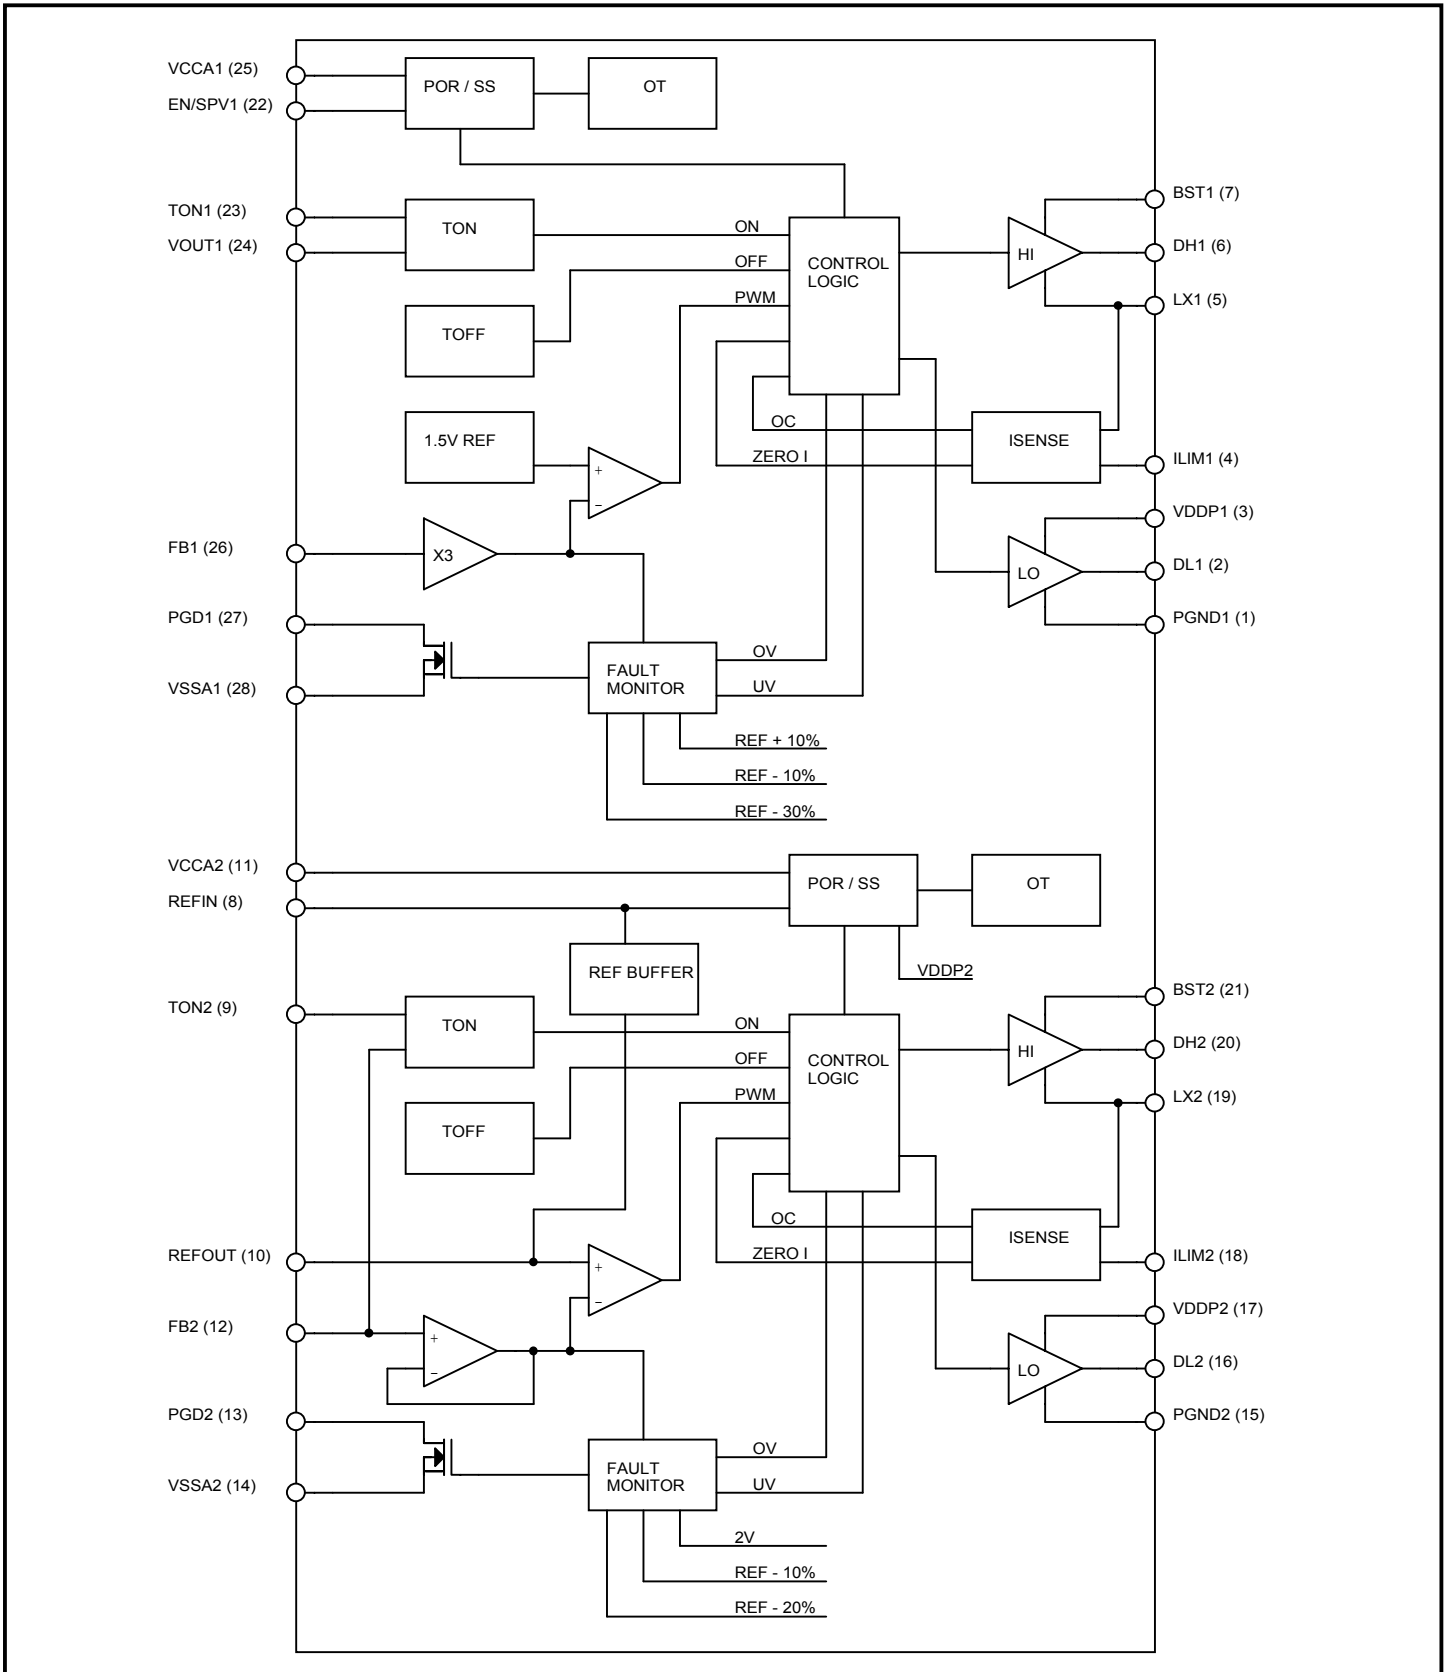 VCCA1 (25)
POR / SS
OT
EN/SPV1 (22)
BST1 (7)
TON1 (23)
TON
ON
VOUT1 (24)
HI
DH1 (6)
OFF
CONTROL
LOGIC
PWM
LX1 (5)
TOFF
OC
1.5V REF
+
−
ISENSE
ZERO I
ILIM1 (4)
VDDP1 (3)
FB1 (26)
X3
LO
DL1 (2)
PGD1 (27)
PGND1 (1)
OV
FAULT
MONITOR
VSSA1 (28)
UV
REF + 10%
REF - 10%
REF - 30%
VCCA2 (11)
POR / SS
OT
REFIN (8)
REF BUFFER
VDDP2
BST2 (21)
TON2 (9)
TON
ON
HI
DH2 (20)
OFF
CONTROL
LOGIC
PWM
LX2 (19)
TOFF
OC
ISENSE
REFOUT (10)
+
−
ZERO I
ILIM2 (18)
VDDP2 (17)
FB2 (12)
+
−
LO
DL2 (16)
PGD2 (13)
PGND2 (15)
OV
FAULT
MONITOR
VSSA2 (14)
UV
2V
REF - 10%
REF - 20%